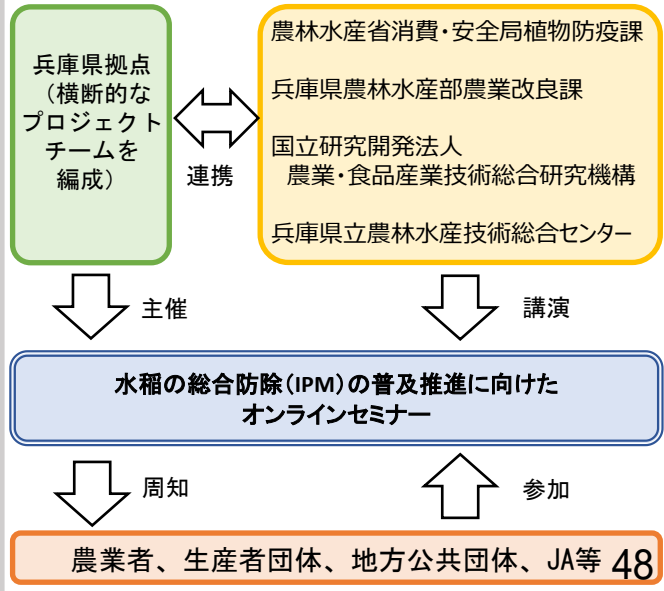 兵庫県拠点
（横断的な
プロジェクト
チームを
編成）
連携
農林水産省消費・安全局植物防疫課
兵庫県農林水産部農業改良課
国立研究開発法人
農業・食品産業技術総合研究機構
兵庫県立農林水産技術総合センター
主催
講演
水稲の総合防除（IPM）の普及推進に向けた
オンラインセミナー
周知
参加
農業者、生産者団体、地方公共団体、JA等
48